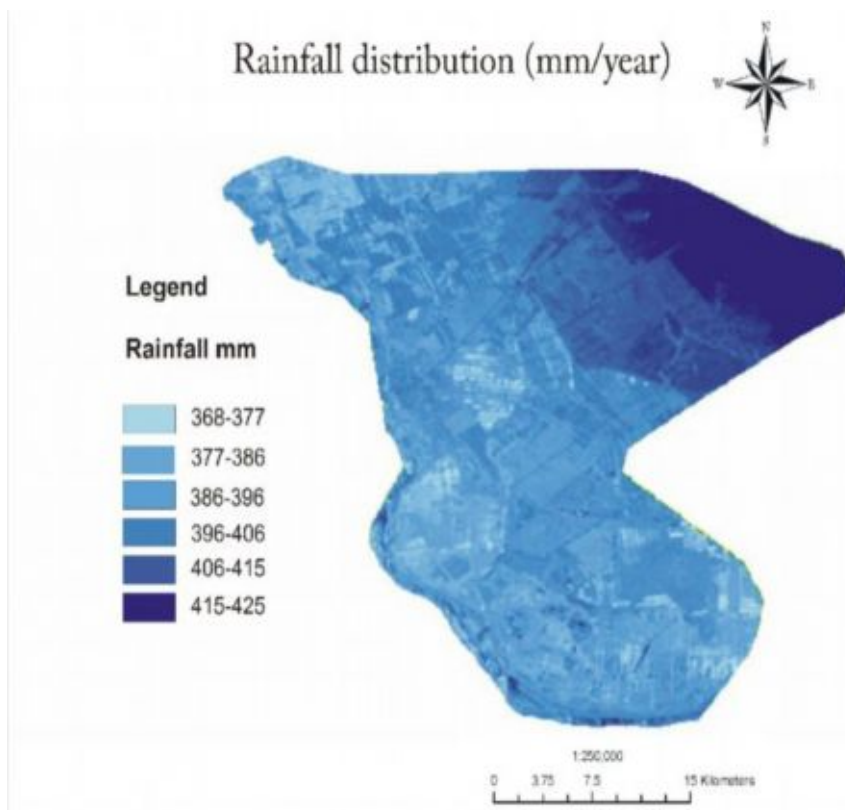 Rainfall distribution (mm/year)
N
W
E
S
Legend
Rainfall mm
368-377
377-386
386-396
396-406
406-415
415-425
1:250,000
0 3.75 7.5 15 Kilometers